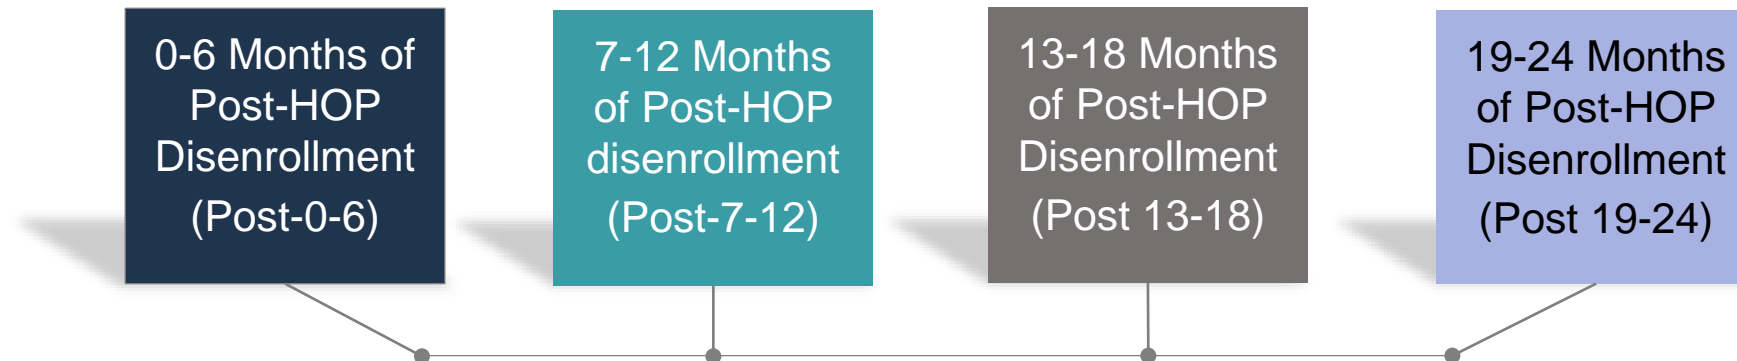 0-6 Months of
Post-HOP
Disenrollment
(Post-0-6)
7-12 Months
of Post-HOP
disenrollment
(Post-7-12)
13-18 Months
of Post-HOP
Disenrollment
(Post 13-18)
19-24 Months
of Post-HOP
Disenrollment
(Post 19-24)